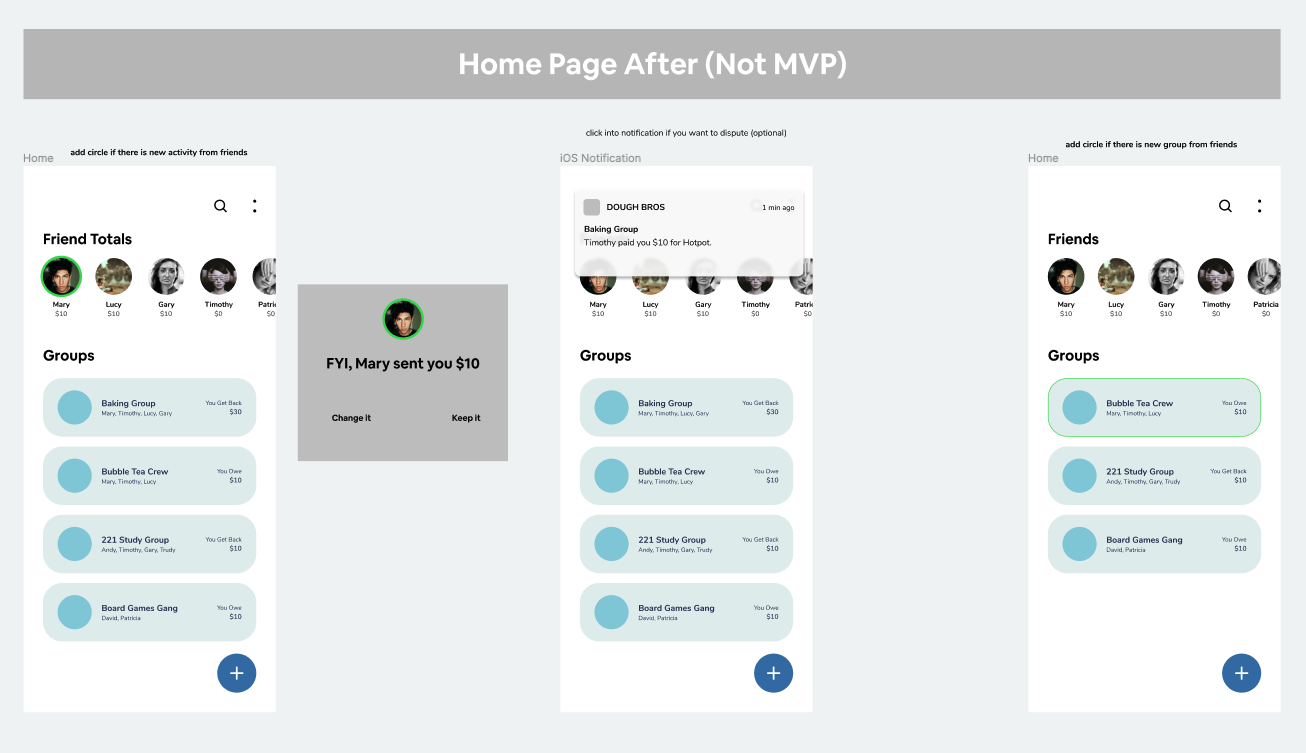 Home Page After (Not MVP)
add circle if there is new activity from friends
Home
Friend Totals
Mary
Lucy
Gary
Timothy
$10
$10
$10
$0
$0
Groups
Baking Group
Mary, Timothy, Lucy, Gary
You Get Back
$30
Bubble Tea Crew
Mary, Timothy, Lucy
You Owe
$10
221 Study Group
Andy, Timothy, Gary, Trudy
You Get Back
$10
Board Games Gang
David, Patricia
You Owe
$10
FYI, Mary sent you $10
Change it
Keep it
click into notification if you want to dispute (optional)
iOS Notification
DOUGH BROS
1 min ago
Baking Group
Timothy paid you $10 for Hotpot.
Mary
Lucy
Gary
Timothy
$10
$10
$10
$0
$0
Groups
Baking Group
Mary, Timothy, Lucy, Gary
You Get Back
$30
Bubble Tea Crew
Mary, Timothy, Lucy
You Owe
$10
221 Study Group
Andy, Timothy, Gary, Trudy
You Get Back
$10
Board Games Gang
David, Patricia
You Owe
$10
add circle if there is new group from friends
Home
Friends
Mary
Lucy
Gary
Timothy
Patricia
$10
$10
$10
$0
$0
Groups
Bubble Tea Crew
Mary, Timothy, Lucy
You Owe
$10
221 Study Group
Andy, Timothy, Gary, Trudy
You Get Back
$10
Board Games Gang
David, Patricia
You Owe
$10